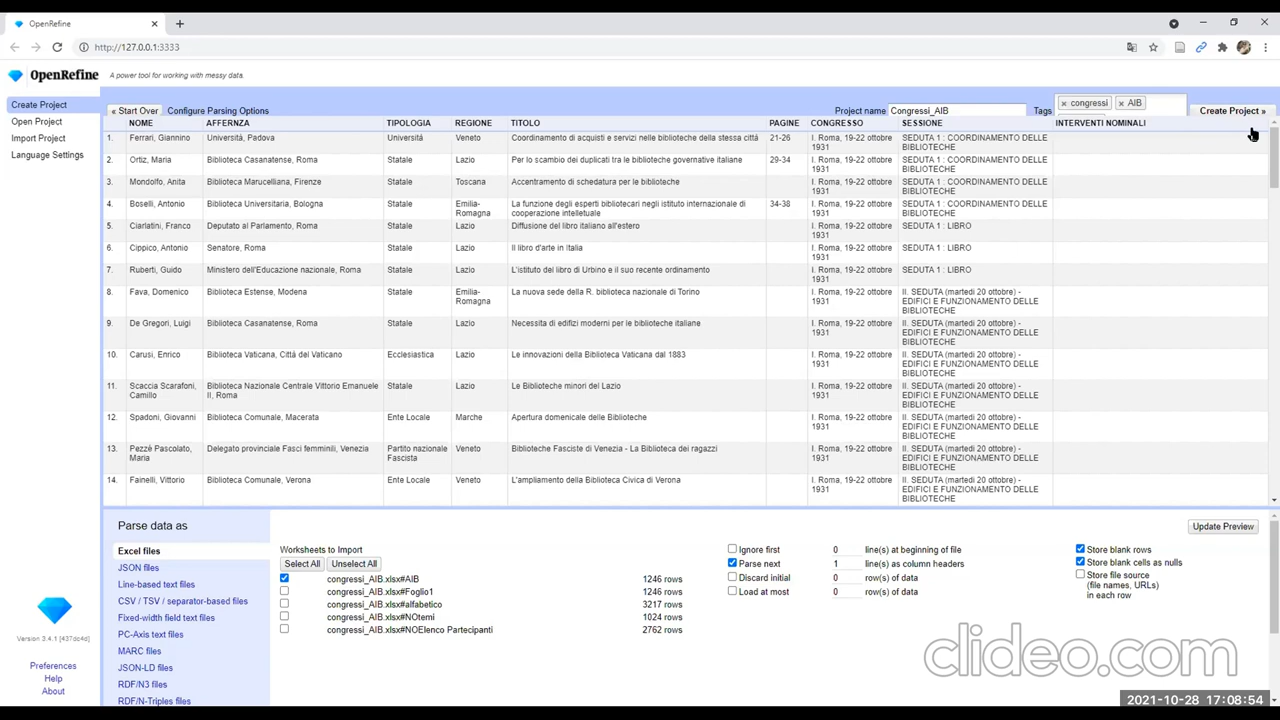 OpenRefine
http://127.0.0.1:3333
OpenRefine A power tool for working with messy data.
Create Project
Open Project
Import Project
Language Settings
« Start Over Configure Parsing Options Project name Congressi_AIB Tags × congressi × AIB Create Project »
NOME AFFERNZA TIPOLOGIA REGIONE TITOLO PAGINE CONGRESSO SESSIONE INTERVENTI NOMINALI
1. Ferrari, Giannino Università, Padova Università Veneto Coordinamento di acquisti e servizi nelle biblioteche della stessa città 21-26 I. Roma, 19-22 ottobre SEDUTA 1 : COORDINAMENTO DELLE
1931 BIBLIOTECHE
2. Ortiz, Maria Biblioteca Casanatense, Roma Statale Lazio Per lo scambio dei duplicati tra le biblioteche governative italiane 29-34 I. Roma, 19-22 ottobre SEDUTA 1 : COORDINAMENTO DELLE
1931 BIBLIOTECHE
3. Mondolfo, Anita Biblioteca Marucelliana, Firenze Statale Toscana Accentramento di schedatura per le biblioteche I. Roma, 19-22 ottobre SEDUTA 1 : COORDINAMENTO DELLE
1931 BIBLIOTECHE
4. Boselli, Antonio Biblioteca Universitaria, Bologna Statale Emilia- La funzione degli esperti bibliotecari negli istituto internazionale di 34-38 I. Roma, 19-22 ottobre SEDUTA 1 : COORDINAMENTO DELLE
Romagna cooperazione intelletuale 1931 BIBLIOTECHE
5. Ciarlatini, Franco Deputato al Parlamento, Roma Statale Lazio Diffusione del libro italiano all'estero I. Roma, 19-22 ottobre SEDUTA 1 : LIBRO
1931
6. Cippico, Antonio Senatore, Roma Statale Lazio Il libro d'arte in Italia I. Roma, 19-22 ottobre SEDUTA 1 : LIBRO
1931
7. Ruberti, Guido Ministero dell'Educazione nazionale, Roma Statale Lazio L'istituto del libro di Urbino e il suo recente ordinamento I. Roma, 19-22 ottobre SEDUTA 1 : LIBRO
1931
8. Fava, Domenico Biblioteca Estense, Modena Statale Emilia- La nuova sede della R. biblioteca nazionale di Torino I. Roma, 19-22 ottobre II. SEDUTA (martedi 20 ottobre) -
Romagna 1931 EDIFICI E FUNZIONAMENTO DELLE
BIBLIOTECHE
9. De Gregori, Luigi Biblioteca Casanatense, Roma Statale Lazio Necessita di edifizi moderni per le biblioteche italiane I. Roma, 19-22 ottobre II. SEDUTA (martedi 20 ottobre) -
1931 EDIFICI E FUNZIONAMENTO DELLE
BIBLIOTECHE
10. Carusi, Enrico Biblioteca Vaticana, Città del Vaticano Ecclesiastica Lazio Le innovazioni della Biblioteca Vaticana dal 1883 I. Roma, 19-22 ottobre II. SEDUTA (martedi 20 ottobre) -
1931 EDIFICI E FUNZIONAMENTO DELLE
BIBLIOTECHE
11. Scaccia Scarafoni, Biblioteca Nazionale Centrale Vittorio Emanuele Statale Lazio Le Biblioteche minori del Lazio I. Roma, 19-22 ottobre II. SEDUTA (martedi 20 ottobre) -
Camillo II, Roma 1931 EDIFICI E FUNZIONAMENTO DELLE
BIBLIOTECHE
12. Spadoni, Giovanni Biblioteca Comunale, Macerata Ente Locale Marche Apertura domenicale delle Biblioteche I. Roma, 19-22 ottobre II. SEDUTA (martedi 20 ottobre) -
1931 EDIFICI E FUNZIONAMENTO DELLE
BIBLIOTECHE
13. Pezzè Pascolato, Delegato provinciale Fasci femminili, Venezia Partito nazionale Veneto Biblioteche Fasciste di Venezia - La Biblioteca dei ragazzi I. Roma, 19-22 ottobre II. SEDUTA (martedi 20 ottobre) -
Maria Fascista 1931 EDIFICI E FUNZIONAMENTO DELLE
BIBLIOTECHE
14. Fainelli, Vittorio Biblioteca Comunale, Verona Ente Locale Veneto L'ampliamento della Biblioteca Civica di Verona I. Roma, 19-22 ottobre II. SEDUTA (martedi 20 ottobre) -
1931 EDIFICI E FUNZIONAMENTO DELLE
BIBLIOTECHE
Parse data as
Excel files
JSON files
Line-based text files
CSV / TSV / separator-based files
Fixed-width field text files
PC-Axis text files
MARC files
JSON-LD files
RDF/N3 files
RDF/N-Triples files
Update Preview
Worksheets to Import
Select All Unselect All
congressi_AIB.xlsx#AIB 1246 rows
congressi_AIB.xlsx#Foglio1 1246 rows
congressi_AIB.xlsx#alfabetico 3217 rows
congressi_AIB.xlsx#NOtemi 1024 rows
congressi_AIB.xlsx#NOElenco Partecipanti 2762 rows
Ignore first 0 line(s) at beginning of file
Parse next 1 line(s) as column headers
Discard initial 0 row(s) of data
Load at most 0 row(s) of data
Store blank rows
Store blank cells as nulls
Store file source
(file names, URLs)
in each row
Version 3.4.1 [437dc4d]
Preferences
Help
About
clideo.com
2021-10-28 17:08:54